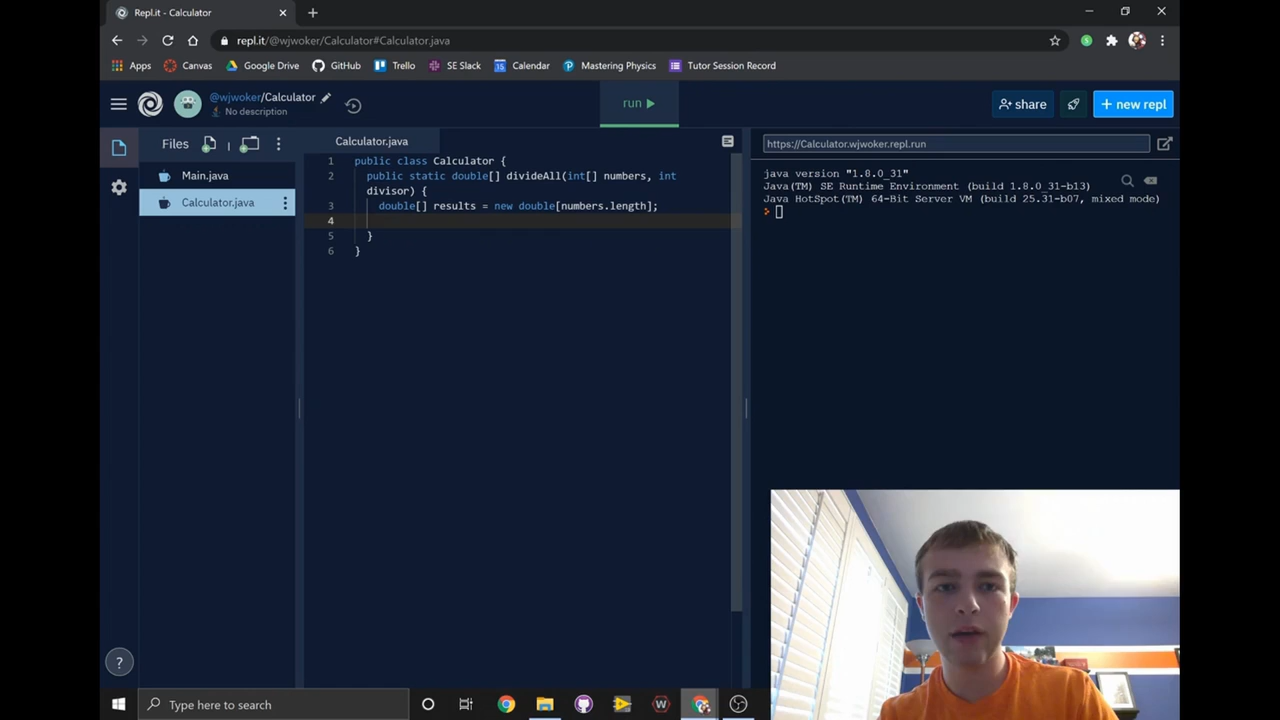 Repl.it - Calculator
repl.it/@wjwoker/Calculator#Calculator.java
Apps Canvas Google Drive GitHub Trello SE Slack Calendar Mastering Physics Tutor Session Record
@wjwoker/Calculator
No description
run
share
+ new repl
Files
Main.java
Calculator.java
Calculator.java
1 public class Calculator {
2 public static double[] divideAll(int[] numbers, int
divisor) {
3 double[] results = new double[numbers.length];
4
5 }
6 }
https://Calculator.wjwoker.repl.run
java version "1.8.0_31"
Java(TM) SE Runtime Environment (build 1.8.0_31-b13)
Java HotSpot(TM) 64-Bit Server VM (build 25.31-b07, mixed mode)
>
?
Type here to search